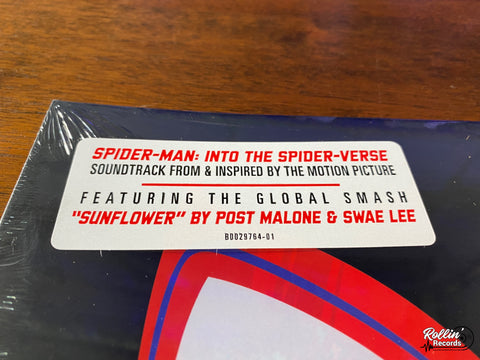 SPIDER-MAN: INTO THE SPIDER-VERSE
SOUNDTRACK FROM & INSPIRED BY THE MOTION PICTURE
FEATURING THE GLOBAL SMASH
"SUNFLOWER" BY POST MALONE & SWAE LEE
B0029764-01
Rollin'
Records